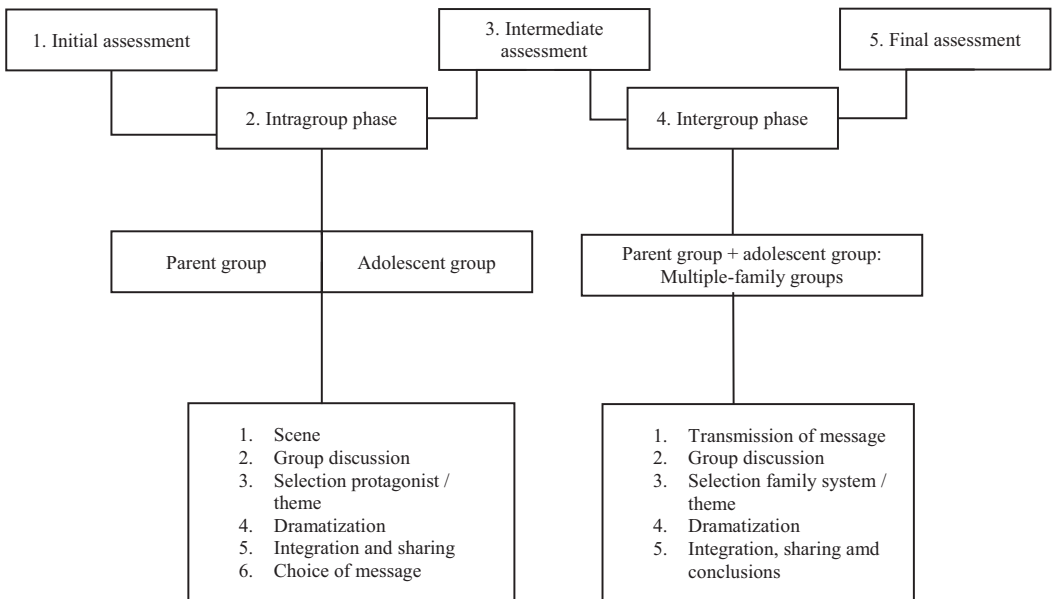 1. Initial assessment
3. Intermediate
assessment
5. Final assessment
2. Intragroup phase
4. Intergroup phase
Parent group
Adolescent group
Parent group + adolescent group:
Multiple-family groups
1. Scene
2. Group discussion
3. Selection protagonist /
theme
4. Dramatization
5. Integration and sharing
6. Choice of message
1. Transmission of message
2. Group discussion
3. Selection family system /
theme
4. Dramatization
5. Integration, sharing amd
conclusions